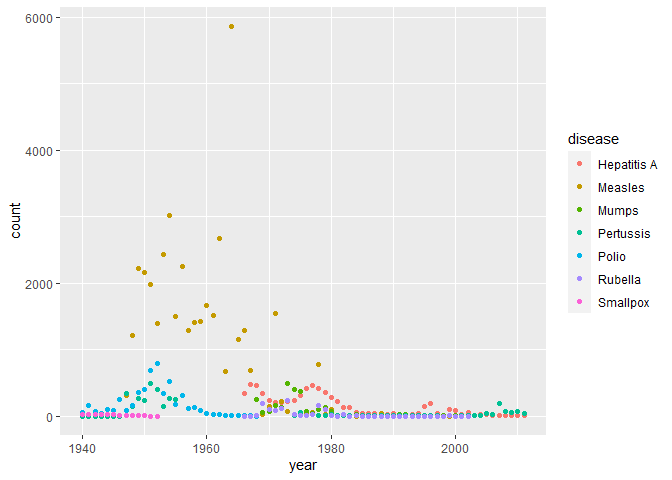 6000
4000
2000
0
count
1940
1960
1980
2000
year
disease
Hepatitis A
Measles
Mumps
Pertussis
Polio
Rubella
Smallpox